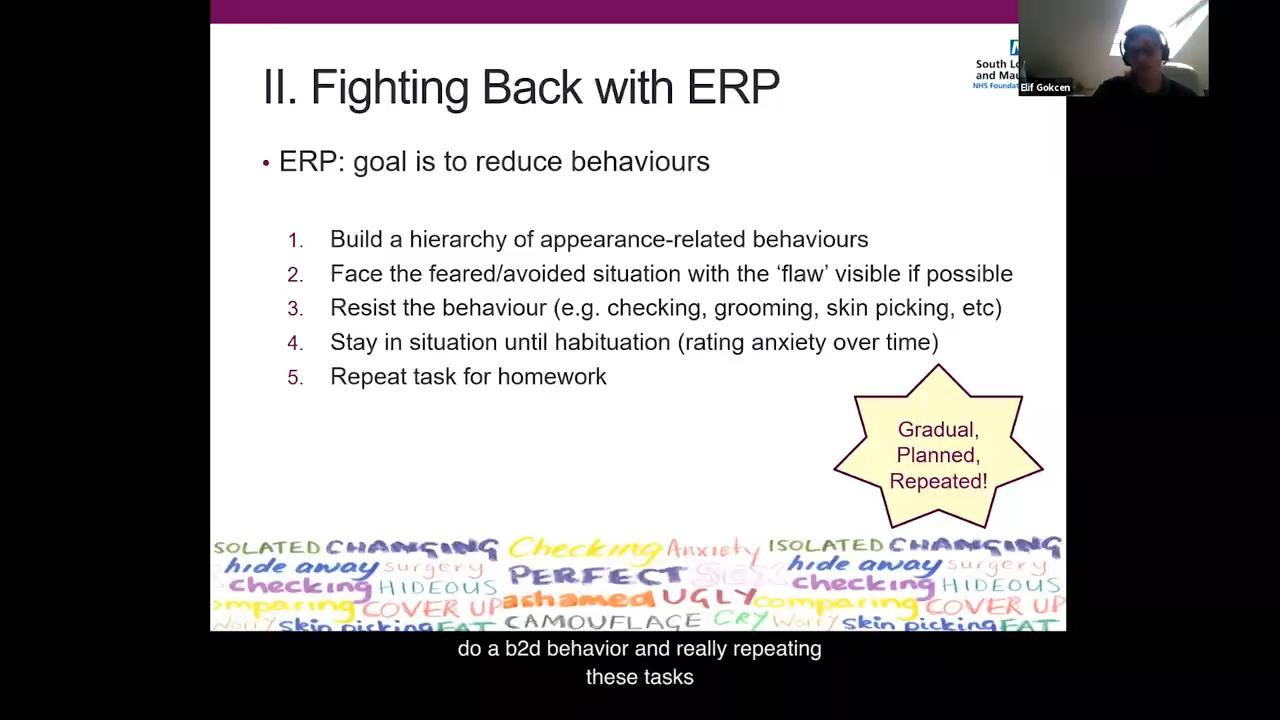 II. Fighting Back with ERP
South Lo
and Mau
NHS Foundat
Elif Gokcen
• ERP: goal is to reduce behaviours
1. Build a hierarchy of appearance-related behaviours
2. Face the feared/avoided situation with the ‘flaw’ visible if possible
3. Resist the behaviour (e.g. checking, grooming, skin picking, etc)
4. Stay in situation until habituation (rating anxiety over time)
5. Repeat task for homework
Gradual,
Planned,
Repeated!
ISOLATED CHANGING Checking Anxiety ISOLATED CHANGING
hide away surgery PERFECT SEX hide away surgery
checking HIDEOUS ashamed UGLY checking HIDEOUS
comparing COVER UP CAMOUFLAGE CRY comparing COVER UP
Worry skin picking FAT Worry skin picking FAT
do a b2d behavior and really repeating
these tasks